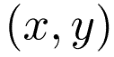 (x, y)